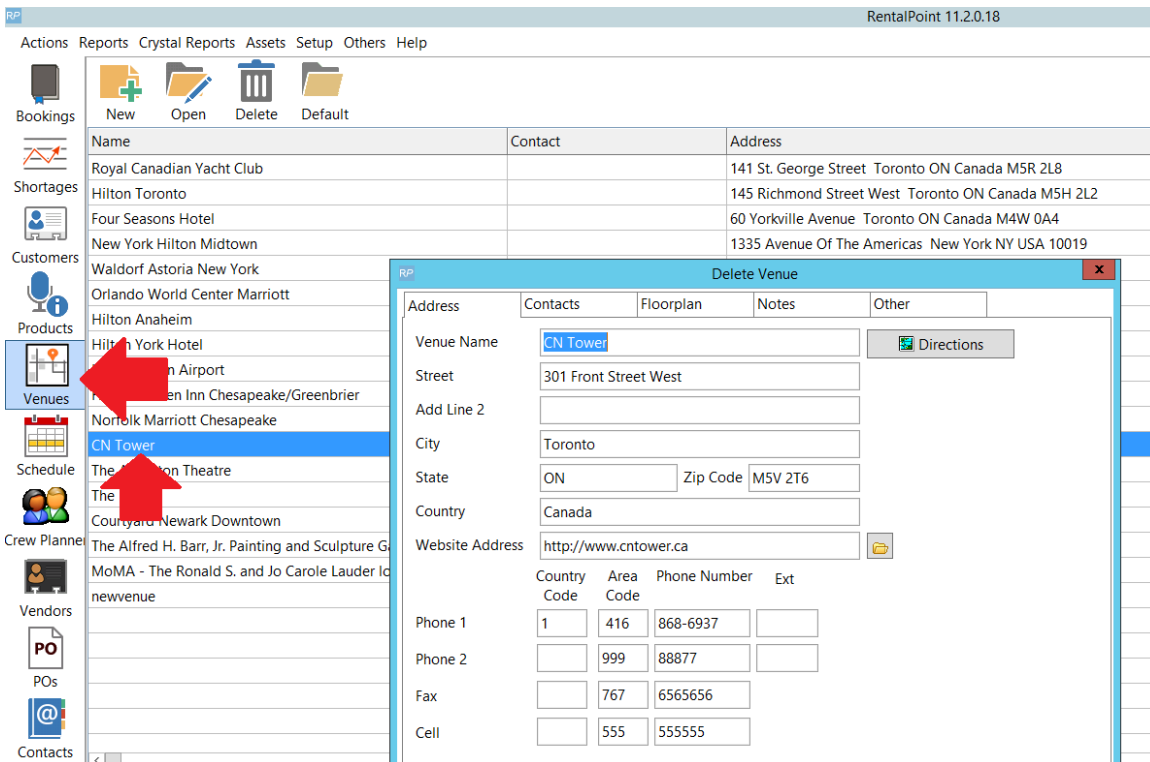 RP RentalPoint 11.2.0.18
Actions Reports Crystal Reports Assets Setup Others Help
New Open Delete Default
Bookings
Shortages
Customers
Products
Venues
Schedule
Crew Planner
Vendors
PO
POs
Contacts
Name Contact Address
Royal Canadian Yacht Club 141 St. George Street Toronto ON Canada M5R 2L8
Hilton Toronto 145 Richmond Street West Toronto ON Canada M5H 2L2
Four Seasons Hotel 60 Yorkville Avenue Toronto ON Canada M4W 0A4
New York Hilton Midtown 1335 Avenue Of The Americas New York NY USA 10019
Waldorf Astoria New York
Orlando World Center Marriott
Hilton Anaheim
York Hotel
Airport
Inn Chesapeake/Greenbrier
Norfolk Marriott Chesapeake
CN Tower
The Theatre
The
Courtyard Newark Downtown
The Alfred H. Barr, Jr. Painting and Sculpture
MoMA - The Ronald S. and Jo Carole Lauder
newvenue
RP Delete Venue x
Address Contacts Floorplan Notes Other
Venue Name CN Tower Directions
Street 301 Front Street West
Add Line 2
City Toronto
State ON Zip Code M5V 2T6
Country Canada
Website Address http://www.cntower.ca
Country Code Area Code Phone Number Ext
Phone 1 1 416 868-6937
Phone 2 999 88877
Fax 767 6565656
Cell 555 555555